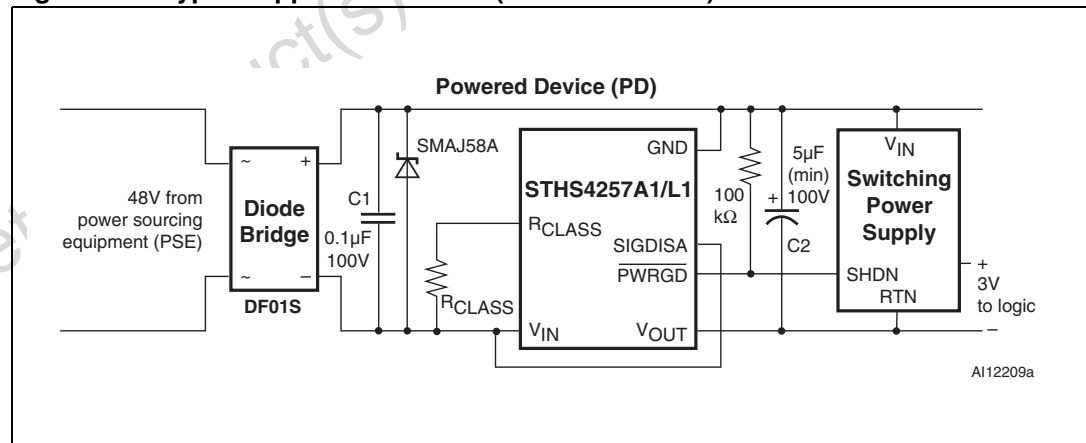 Powered Device (PD)
SMAJ58A
GND
VIN
48V from
power sourcing
equipment (PSE)
~
+
Diode
Bridge
~
–
DF01S
C1
0.1µF
100V
STHS4257A1/L1
RCLASS
SIGDISA
PWRGD
RCLASS
VIN
VOUT
100
kΩ
5µF
(min)
+ 100V
C2
Switching
Power
Supply
SHDN
RTN
+
3V
to logic
–
AI12209a